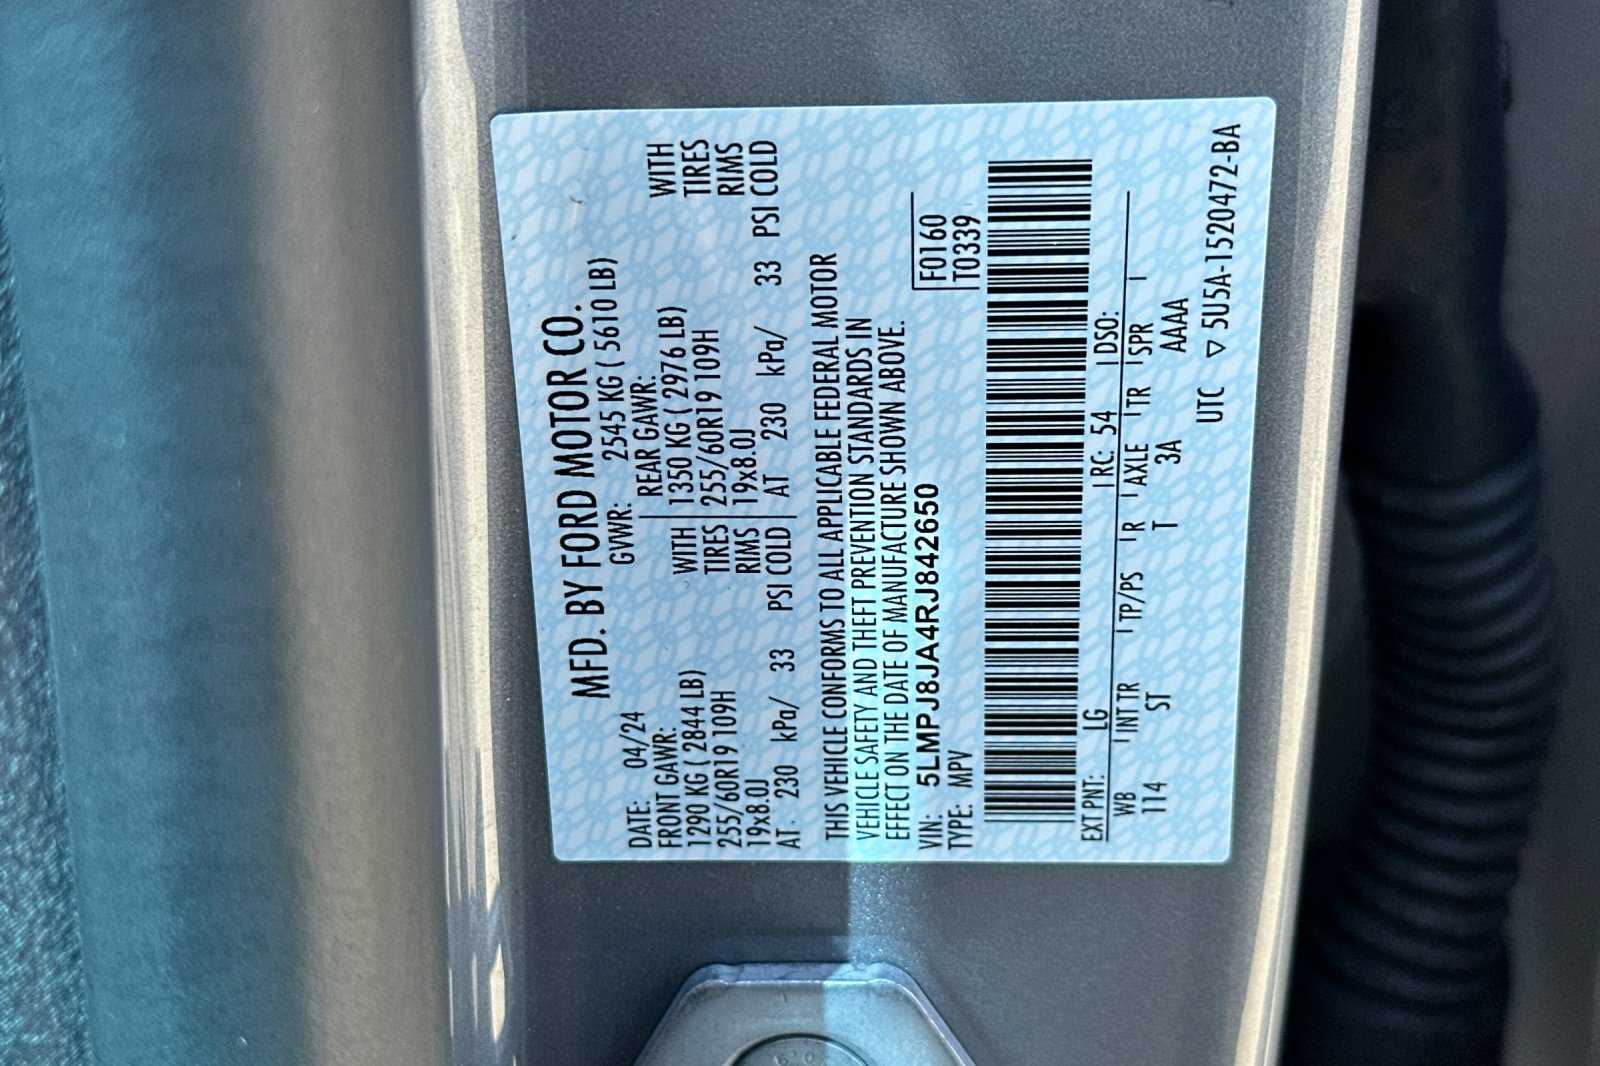 MFD. BY FORD MOTOR CO.
DATE: 04/24 GVWR: 2545 KG ( 5610 LB)
FRONT GAWR: REAR GAWR:
1290 KG ( 2844 LB) WITH 1350 KG ( 2976 LB) WITH
255/60R19 109H TIRES 255/60R19 109H TIRES
19x8.0J RIMS 19x8.0J RIMS
AT 230 kPa/ 33 PSI COLD AT 230 kPa/ 33 PSI COLD
THIS VEHICLE CONFORMS TO ALL APPLICABLE FEDERAL MOTOR
VEHICLE SAFETY AND THEFT PREVENTION STANDARDS IN
EFFECT ON THE DATE OF MANUFACTURE SHOWN ABOVE.
VIN: 5LMPJ8JA4RJ842650 F0160
TYPE: MPV T0339
EXT PNT: LG RC: 54 DSO:
WB INT TR TP/PS R AXLE TR SPR
114 ST T 3A AAAA
UTC ▽ 5U5A-1520472-BA